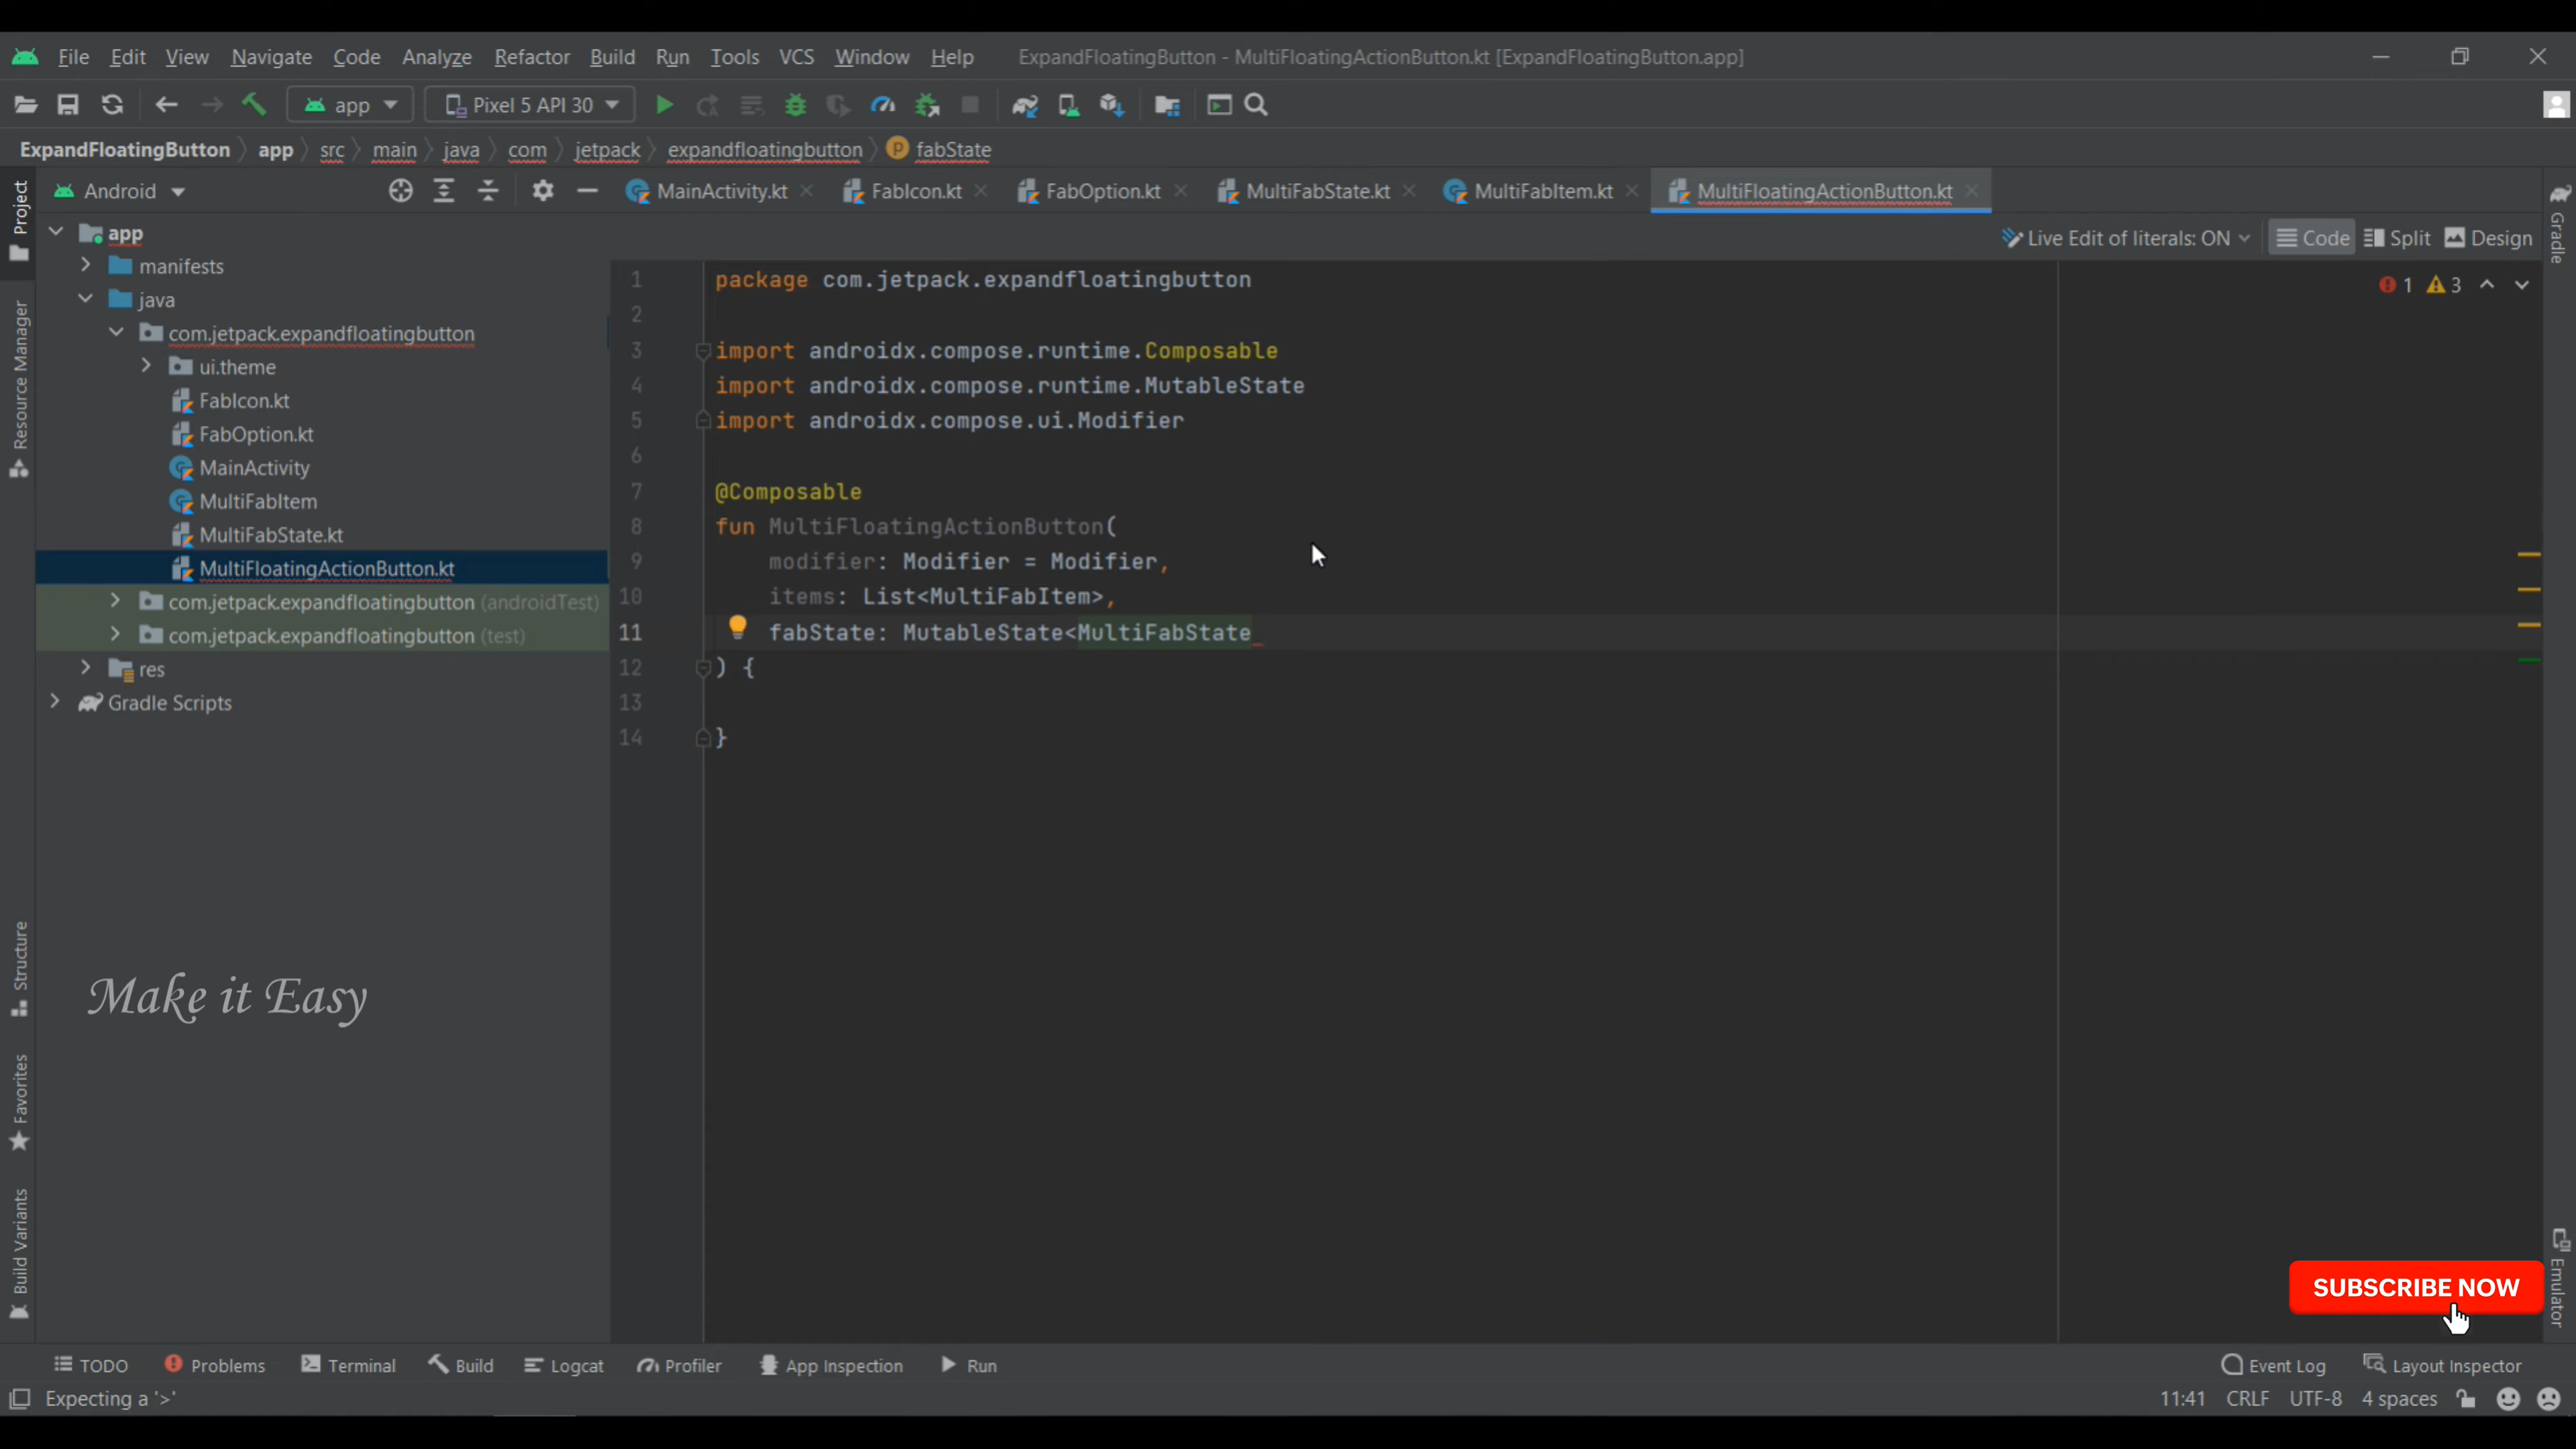 File Edit View Navigate Code Analyze Refactor Build Run Tools VCS Window Help ExpandFloatingButton - MultiFloatingActionButton.kt [ExpandFloatingButton.app]
app Pixel 5 API 30
ExpandFloatingButton app src main java com jetpack expandfloatingbutton fabState
Android MainActivity.kt FabIcon.kt FabOption.kt MultiFabState.kt MultiFabItem.kt MultiFloatingActionButton.kt
Live Edit of literals: ON Code Split Design
Project
Resource Manager
Structure
Favorites
Build Variants
app
manifests
java
com.jetpack.expandfloatingbutton
ui.theme
FabIcon.kt
FabOption.kt
MainActivity
MultiFabItem
MultiFabState.kt
MultiFloatingActionButton.kt
com.jetpack.expandfloatingbutton (androidTest)
com.jetpack.expandfloatingbutton (test)
res
Gradle Scripts
Make it Easy
1 package com.jetpack.expandfloatingbutton
2
3 import androidx.compose.runtime.Composable
4 import androidx.compose.runtime.MutableState
5 import androidx.compose.ui.Modifier
6
7 @Composable
8 fun MultiFloatingActionButton(
9 modifier: Modifier = Modifier,
10 items: List<MultiFabItem>,
11 fabState: MutableState<MultiFabState
12 ) {
13
14 }
1 3
Gradle
Emulator
SUBSCRIBE NOW
TODO Problems Terminal Build Logcat Profiler App Inspection Run Event Log Layout Inspector
Expecting a '>' 11:41 CRLF UTF-8 4 spaces